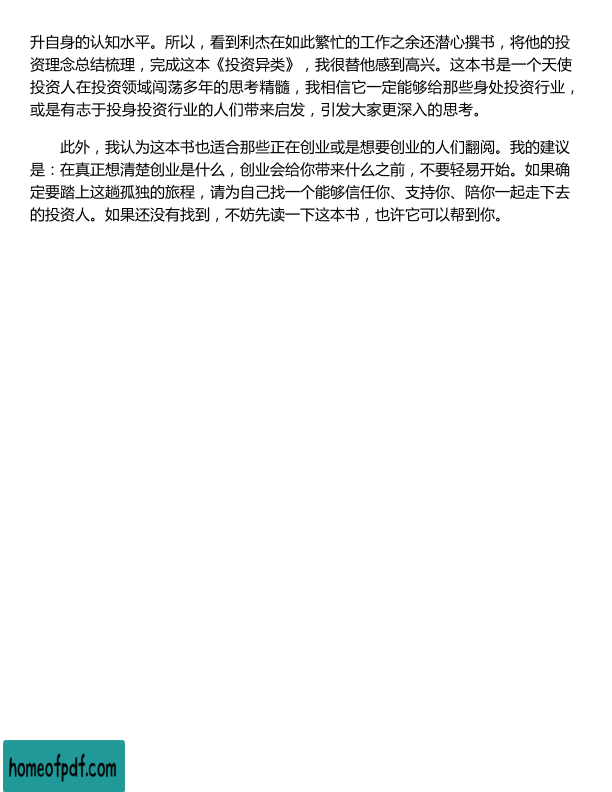 升自身的认知水平。所以，看到利杰在如此繁忙的工作之余还潜心撰书，将他的投
资理念总结梳理，完成这本《投资异类》，我很替他感到高兴。这本书是一个天使
投资人在投资领域闯荡多年的思考精髓，我相信它一定能够给那些身处投资行业，
或是有志于投身投资行业的人们带来启发，引发大家更深入的思考。
此外，我认为这本书也适合那些正在创业或是想要创业的人们翻阅。我的建议
是：在真正想清楚创业是什么，创业会给你带来什么之前，不要轻易开始。如果确
定要踏上这趟孤独的旅程，请为自己找一个能够信任你、支持你、陪你一起走下去
的投资人。如果还没有找到，不妨先读一下这本书，也许它可以帮到你。
homeofpdf.com